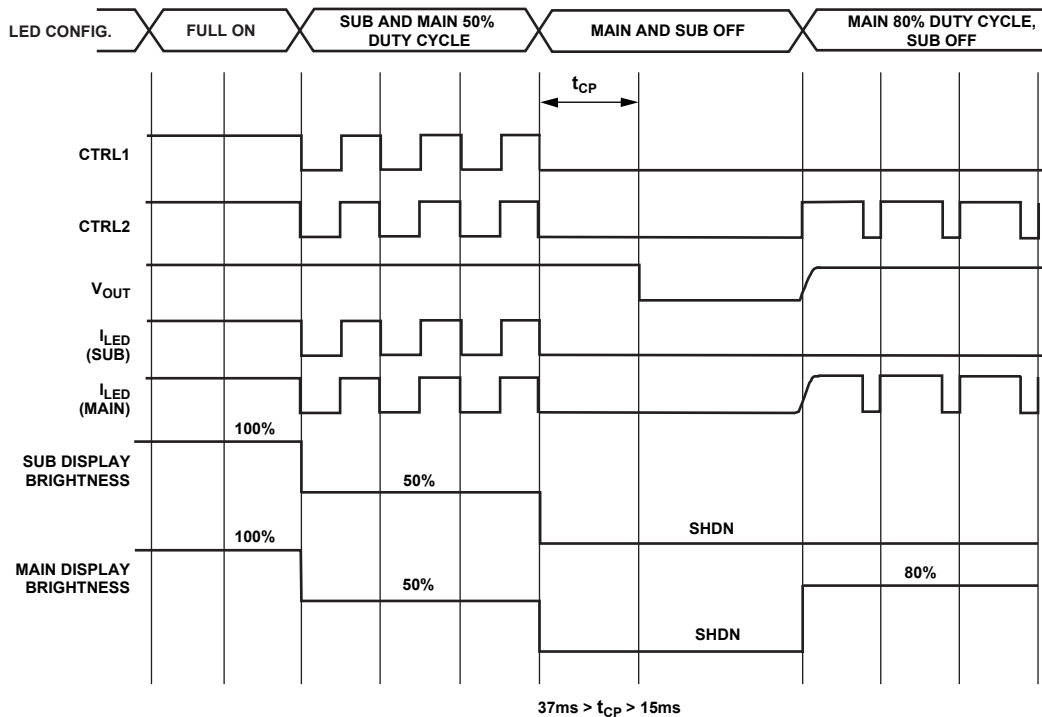 LED CONFIG.
FULL ON
SUB AND MAIN 50%
DUTY CYCLE
MAIN AND SUB OFF
MAIN 80% DUTY CYCLE,
SUB OFF
tCP
CTRL1
CTRL2
VOUT
ILED
(SUB)
ILED
(MAIN)
100%
SUB DISPLAY
BRIGHTNESS
50%
SHDN
100%
MAIN DISPLAY
BRIGHTNESS
50%
80%
SHDN
37ms > tCP > 15ms